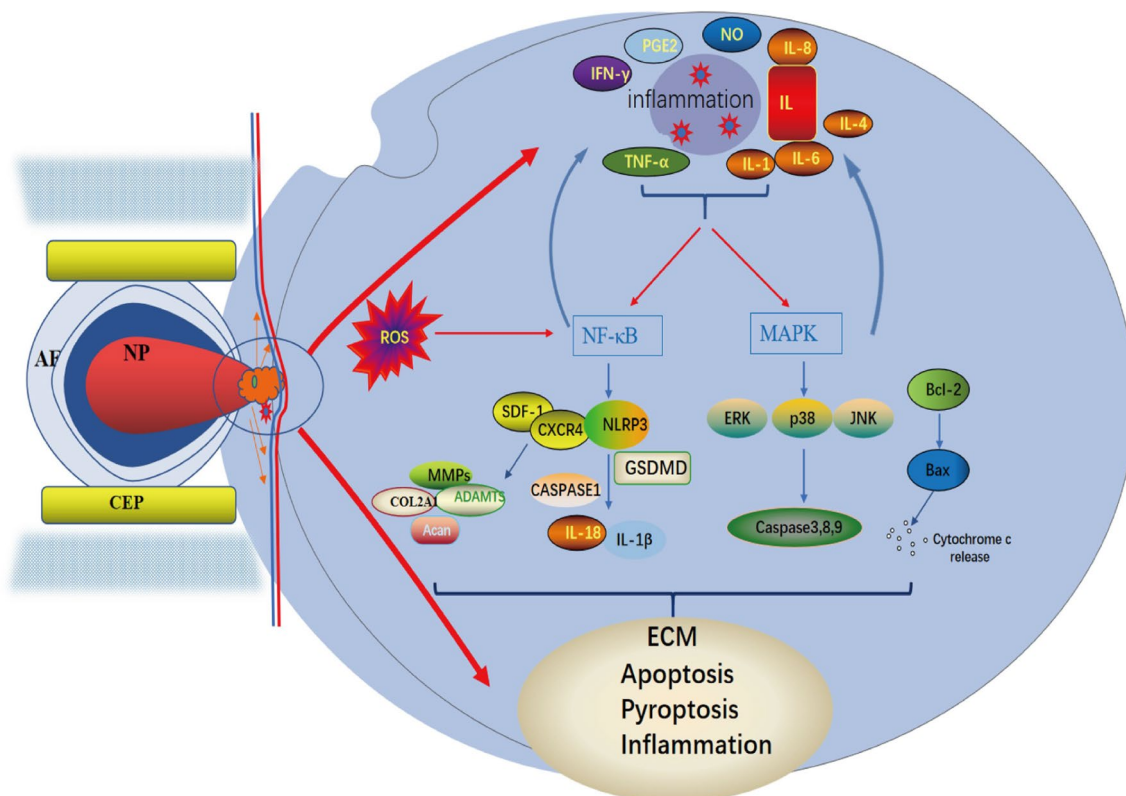 NO
PGE2
IL-8
IFN-γ
inflammation
IL
IL-4
TNF-α
IL-1
IL-6
ROS
NF-κB
MAPK
AF
NP
Bcl-2
SDF-1
CXCR4
NLRP3
ERK
p38
JNK
MMPs
GSDMD
Bax
COL2A1
ADAMTS
CASPASE1
CEP
Acan
IL-18
IL-1β
Caspase3,8,9
Cytochrome c
release
ECM
Apoptosis
Pyroptosis
Inflammation